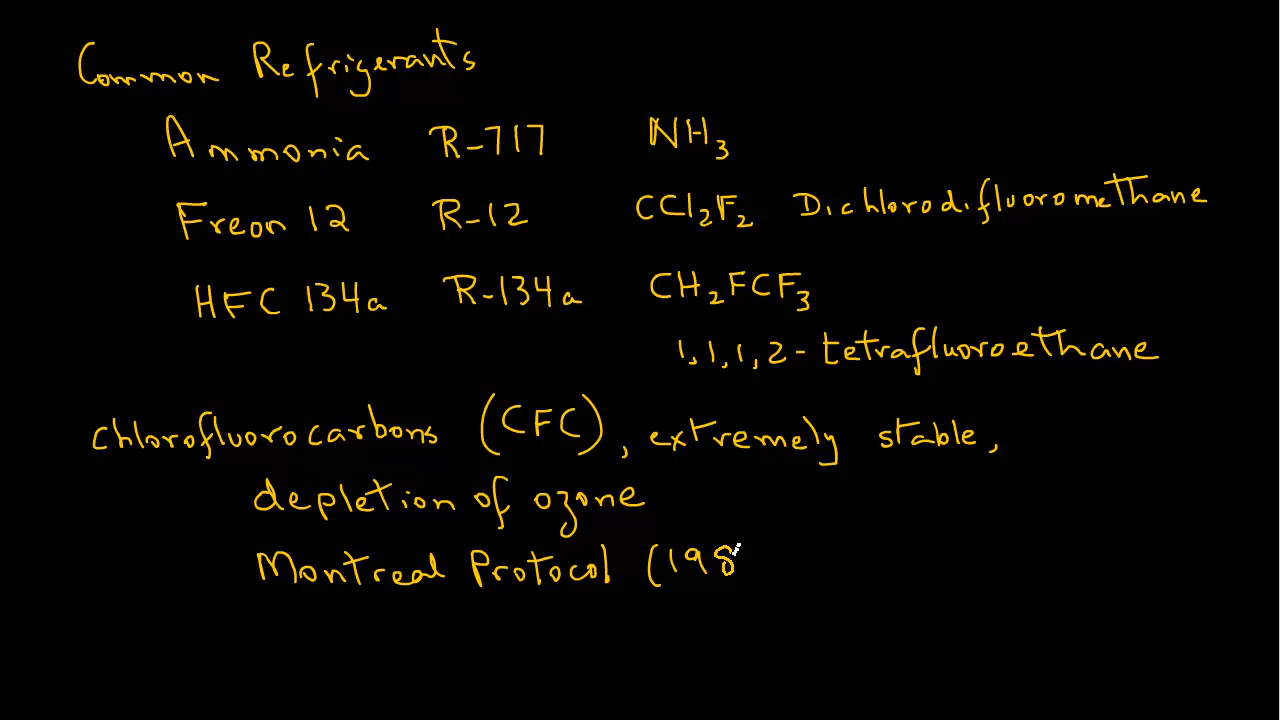 Common Refrigerants
Ammonia R-717 NH3
Freon 12 R-12 CCl2F2 Dichlorodifluoromethane
HFC 134a R-134a CH2FCF3
1,1,1,2-tetrafluoroethane
chlorofluorocarbons (CFC), extremely stable,
depletion of ozone
Montreal Protocol (198